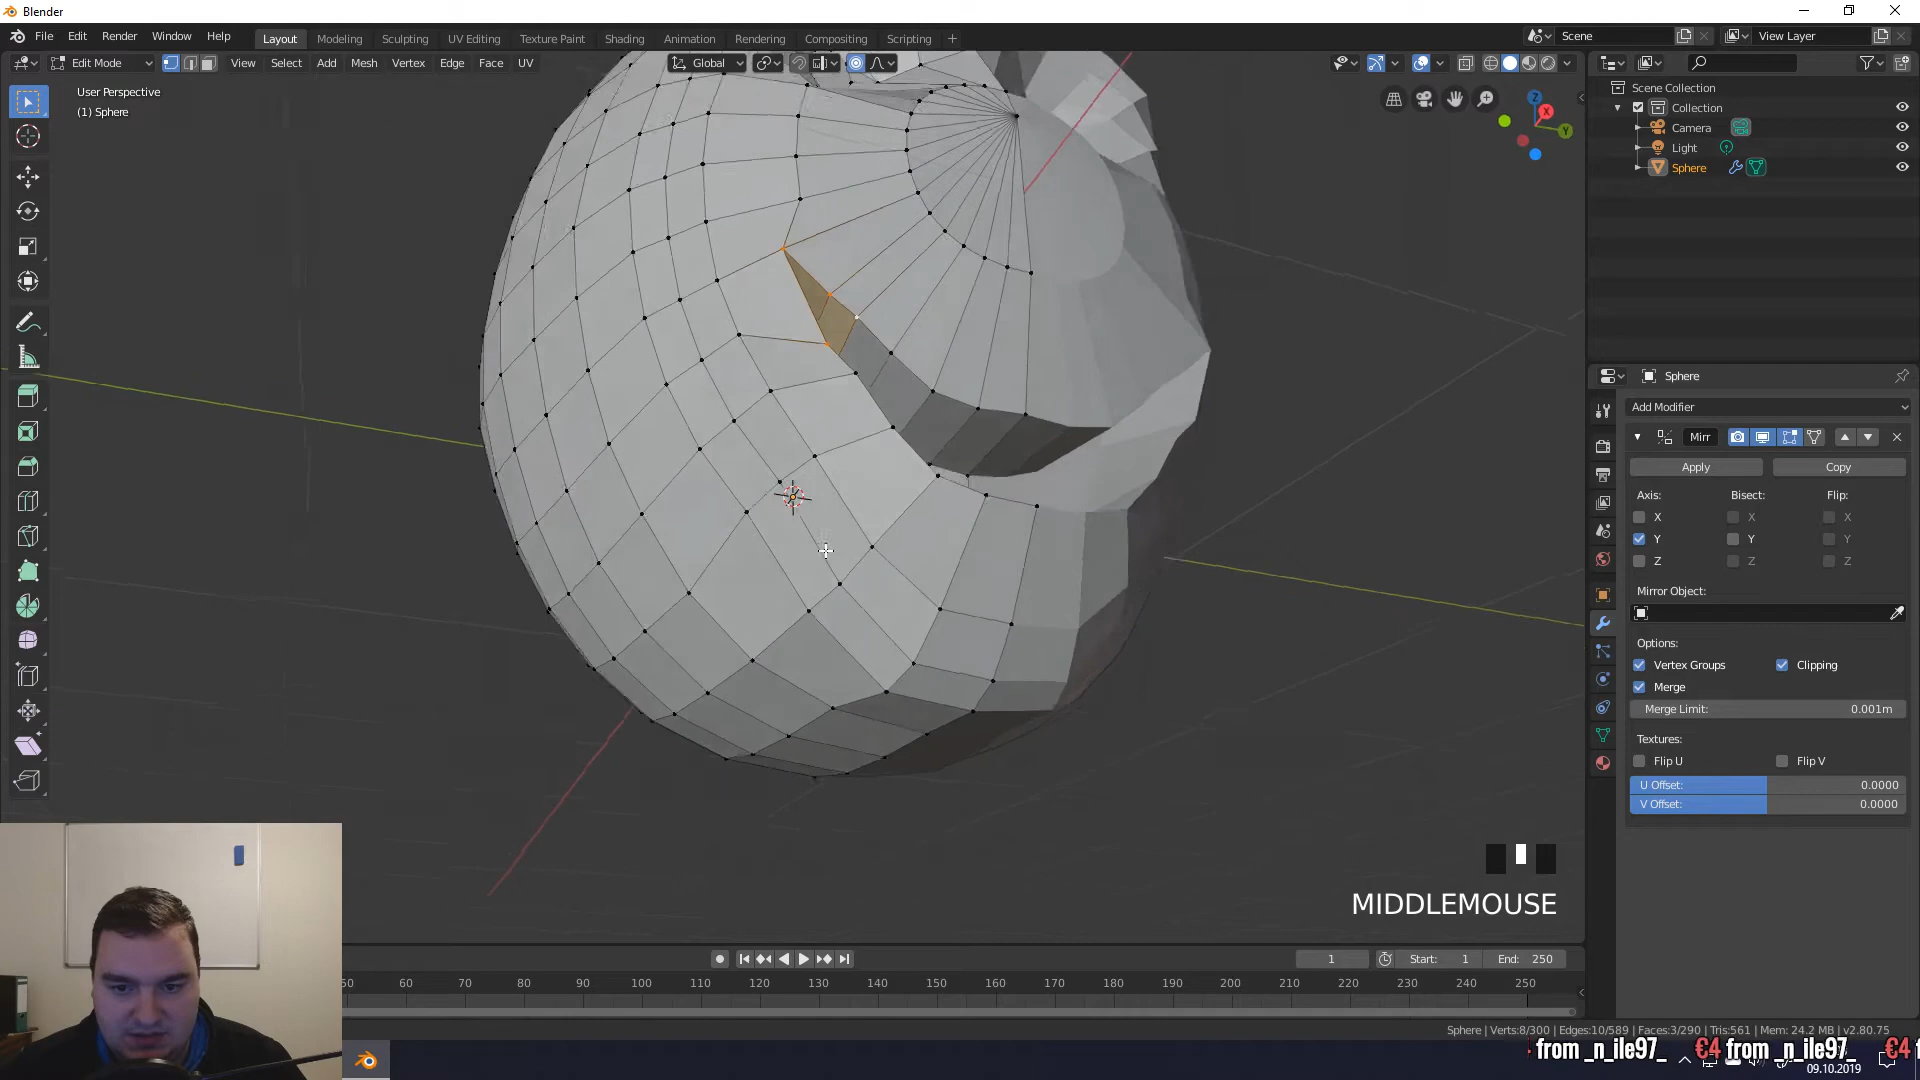 Blender
File Edit Render Window Help
Layout Modeling Sculpting UV Editing Texture Paint Shading Animation Rendering Compositing Scripting
Scene
View Layer
Edit Mode
View Select Add Mesh Vertex Edge Face UV
Global
User Perspective
(1) Sphere
Z
X
Y
Scene Collection
Collection
Camera
Light
Sphere
Sphere
Add Modifier
Mirr
Apply
Copy
Axis: Bisect: Flip:
X X X
Y Y Y
Z Z Z
Mirror Object:
Options:
Vertex Groups Clipping
Merge
Merge Limit: 0.001m
Textures:
Flip U Flip V
U Offset: 0.0000
V Offset: 0.0000
MIDDLEMOUSE
1 Start: 1 End: 250
50 60 70 80 90 100 110 120 130 140 150 160 170 180 190 200 210 220 230 240 250
Sphere | Verts:8/300 | Edges:10/589 | Faces:3/290 | Tris:561 | Mem: 24.2 MB | v2.80.75
from _n_ile97_ €4 from _n_ile97_ €4 f
09.10.2019